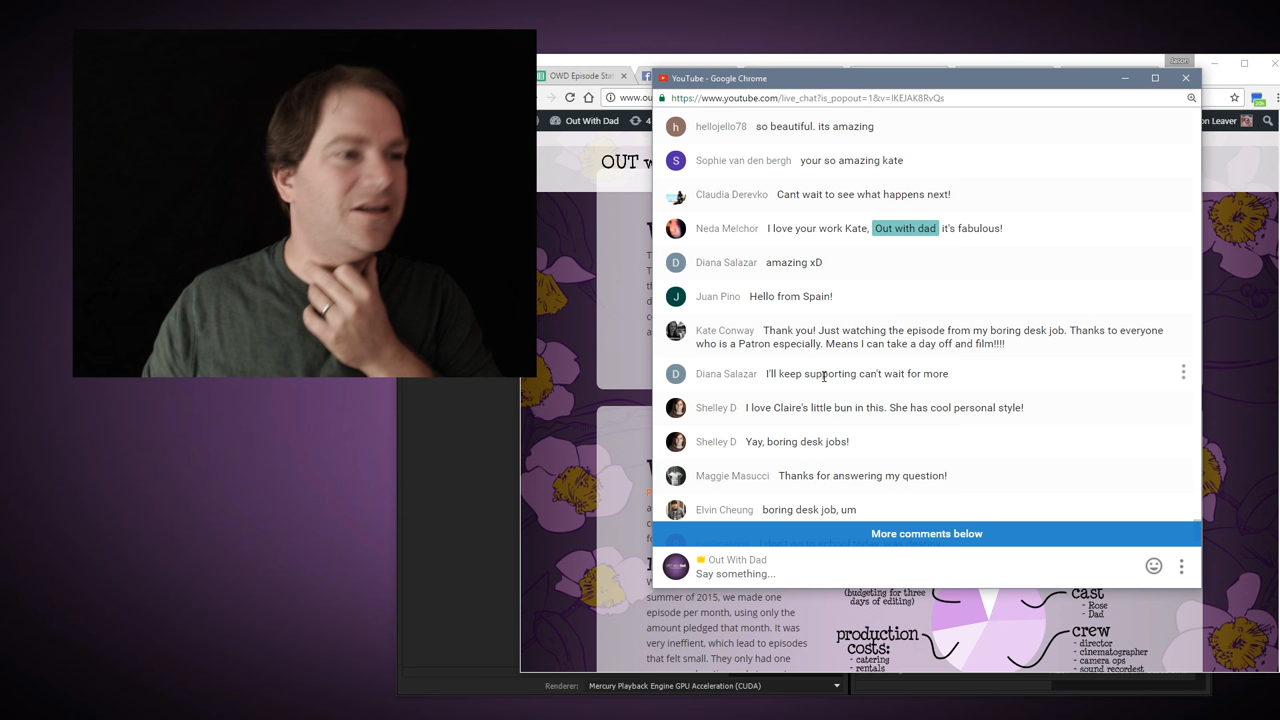 Jason
OWD Episode Sta
YouTube - Google Chrome
www.ou
https://www.youtube.com/live_chat?is_popout=1&v=IKEJAK8RvQs
Out With Dad
4
on Leaver
OUT w
h hellojello78 so beautiful. its amazing
S Sophie van den bergh your so amazing kate
Claudia Derevko Cant wait to see what happens next!
Neda Melchor I love your work Kate, Out with dad it's fabulous!
D Diana Salazar amazing xD
J Juan Pino Hello from Spain!
Kate Conway Thank you! Just watching the episode from my boring desk job. Thanks to everyone
who is a Patron especially. Means I can take a day off and film!!!!
D Diana Salazar I'll keep supporting can't wait for more
Shelley D I love Claire's little bun in this. She has cool personal style!
Shelley D Yay, boring desk jobs!
Maggie Masucci Thanks for answering my question!
Elvin Cheung boring desk job, um
More comments below
Out With Dad
Say something...
summer of 2015, we made one
episode per month, using only the
amount pledged that month. It was
very ineffient, which lead to episodes
that felt small. They only had one
(budgeting for three
days of editing)
production
costs:
- catering
- rentals
cast
- Rose
- Dad
crew
- director
- cinematographer
- camera ops
- sound recordest
Renderer: Mercury Playback Engine GPU Acceleration (CUDA)